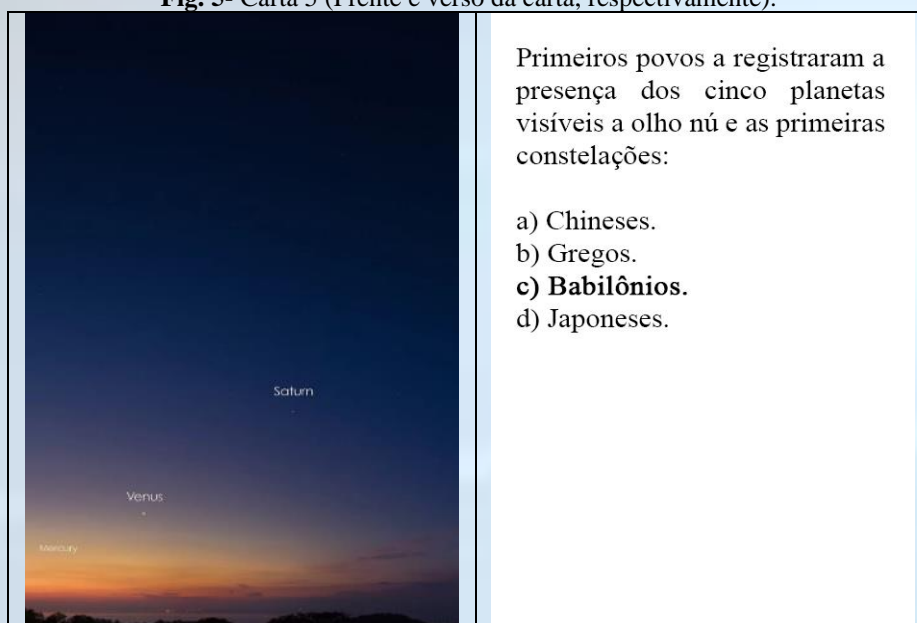 Fig. 5- Carta 5 (Frente e verso da carta, respectivamente).
Saturn
Venus
Mercury
Primeiros povos a registraram a
presença dos cinco planetas
visíveis a olho nú e as primeiras
constelações:
a) Chineses.
b) Gregos.
c) Babilônios.
d) Japoneses.